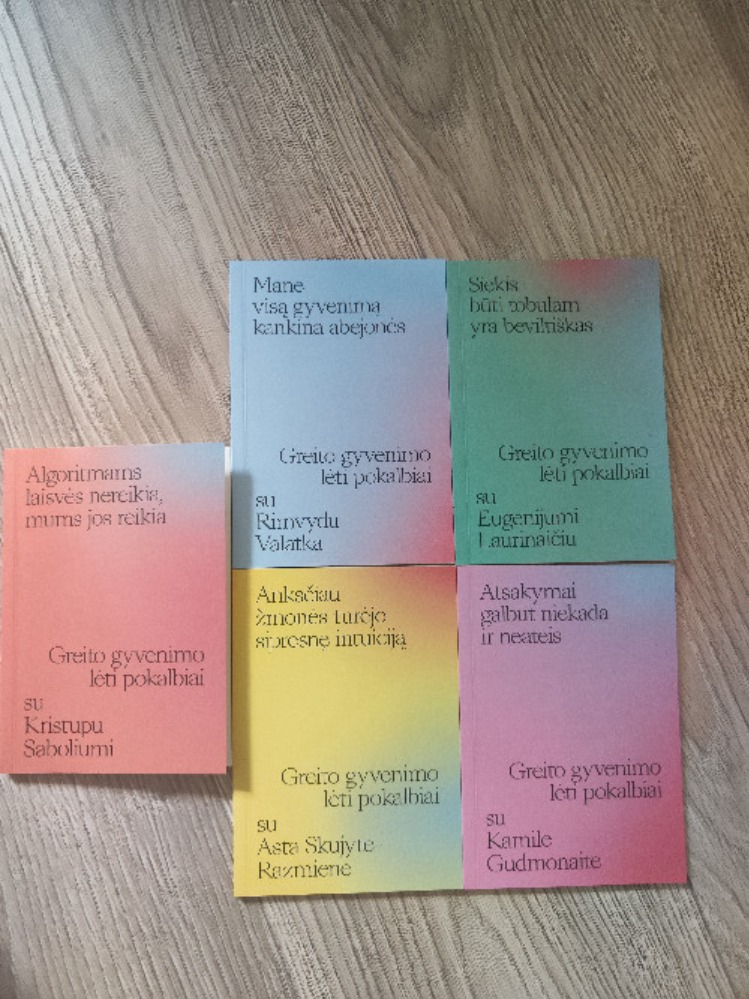 Algoritmams
laisvės nereikia,
mums jos reikia
Greito gyvenimo
lėti pokalbiai
su
Kristupu
Saboliumi
Mane
visą gyvenimą
kankina abejonės
Greito gyvenimo
lėti pokalbiai
su
Rimvydu
Valatka
Siekis
būti tobulam
yra beviltiškas
Greito gyvenimo
lėti pokalbiai
su
Eugenijumi
Laurinaičiu
Anksčiau
žmonės turėjo
stipresnę intuiciją
Greito gyvenimo
lėti pokalbiai
su
Asta Skujyte-
Razmiene
Atsakymai
galbūt niekada
ir neateis
Greito gyvenimo
lėti pokalbiai
su
Kamile
Gudmonaite